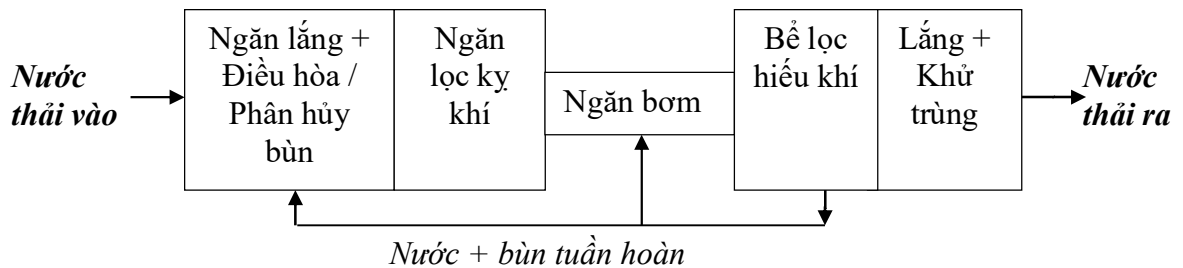 Nước
thải vào
Ngăn lắng +
Điều hòa /
Phân hủy
bùn
Ngăn
lọc kỵ
khí
Ngăn bơm
Bể lọc
hiếu khí
Lắng +
Khử
trùng
Nước
thải ra
Nước + bùn tuần hoàn